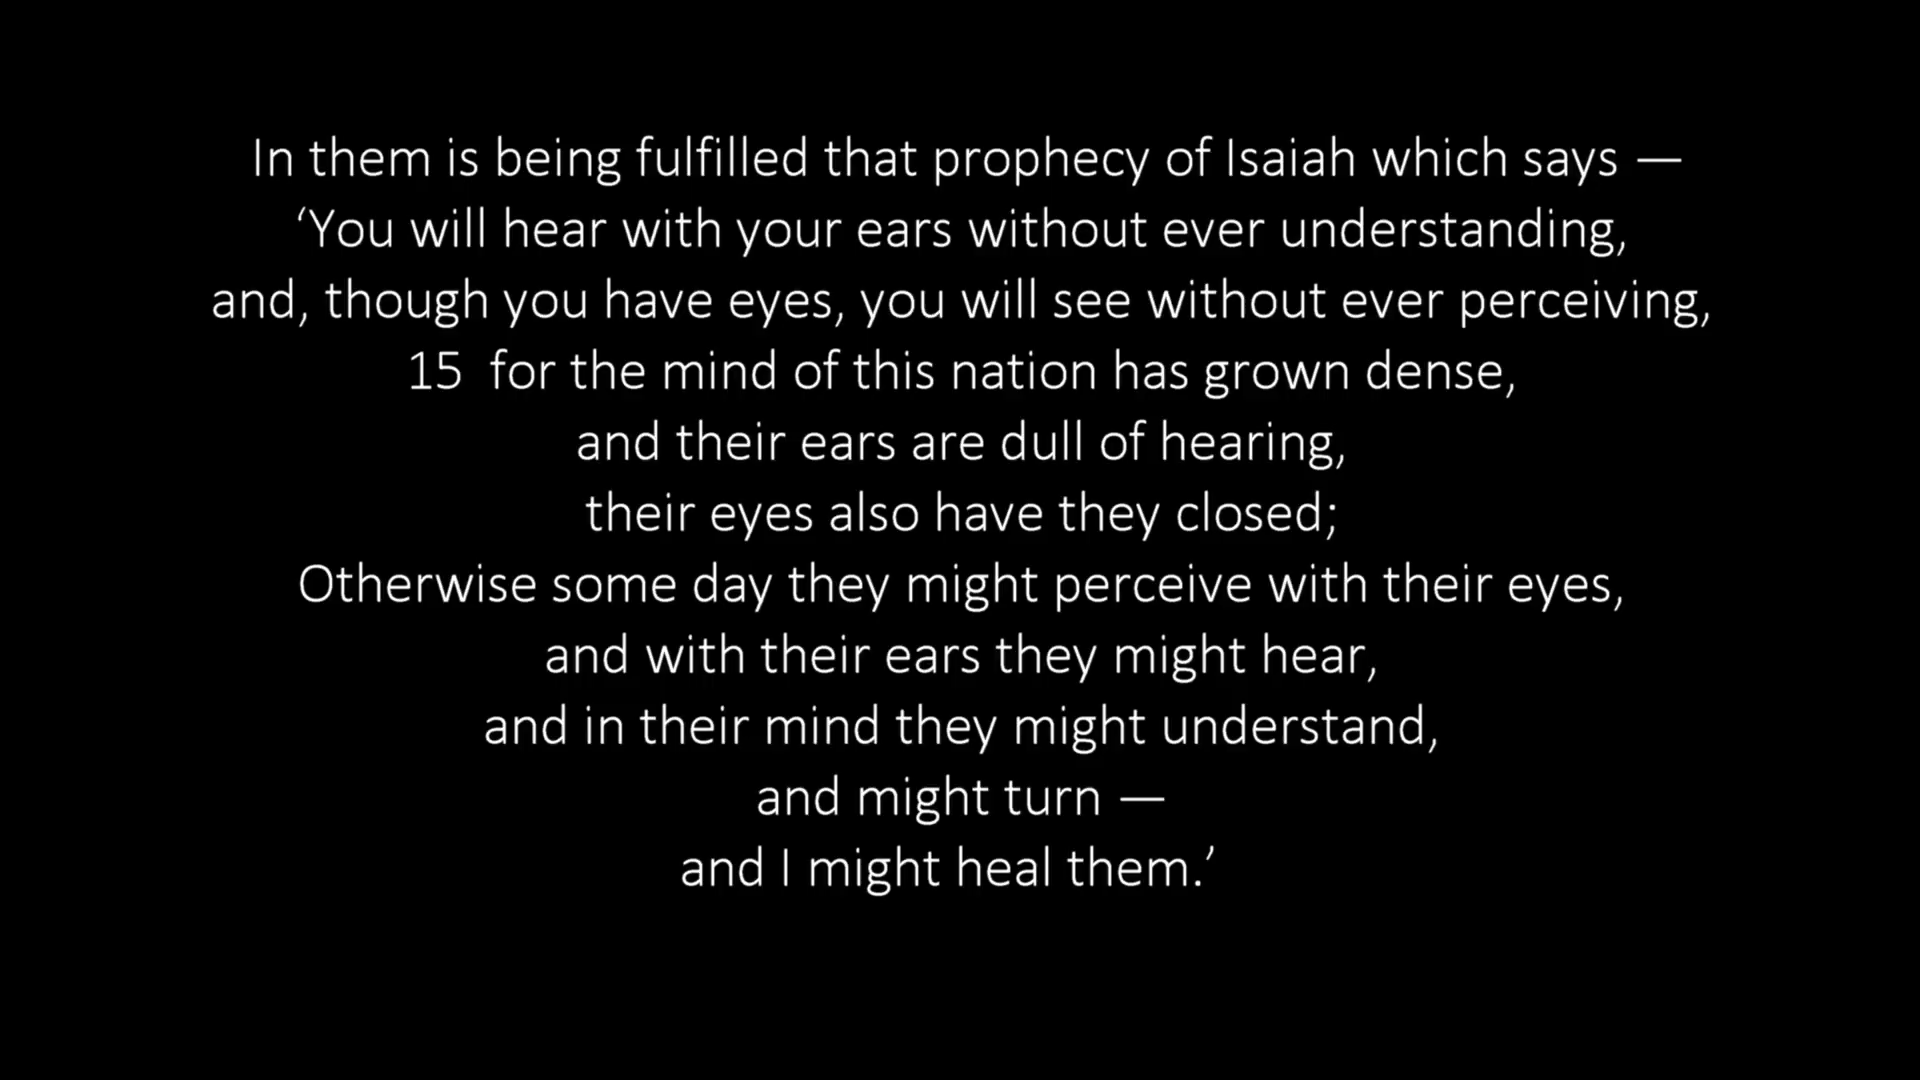 In them is being fulfilled that prophecy of Isaiah which says —
‘You will hear with your ears without ever understanding,
and, though you have eyes, you will see without ever perceiving,
15  for the mind of this nation has grown dense,
and their ears are dull of hearing,
their eyes also have they closed;
Otherwise some day they might perceive with their eyes,
and with their ears they might hear,
and in their mind they might understand,
and might turn —
and I might heal them.’